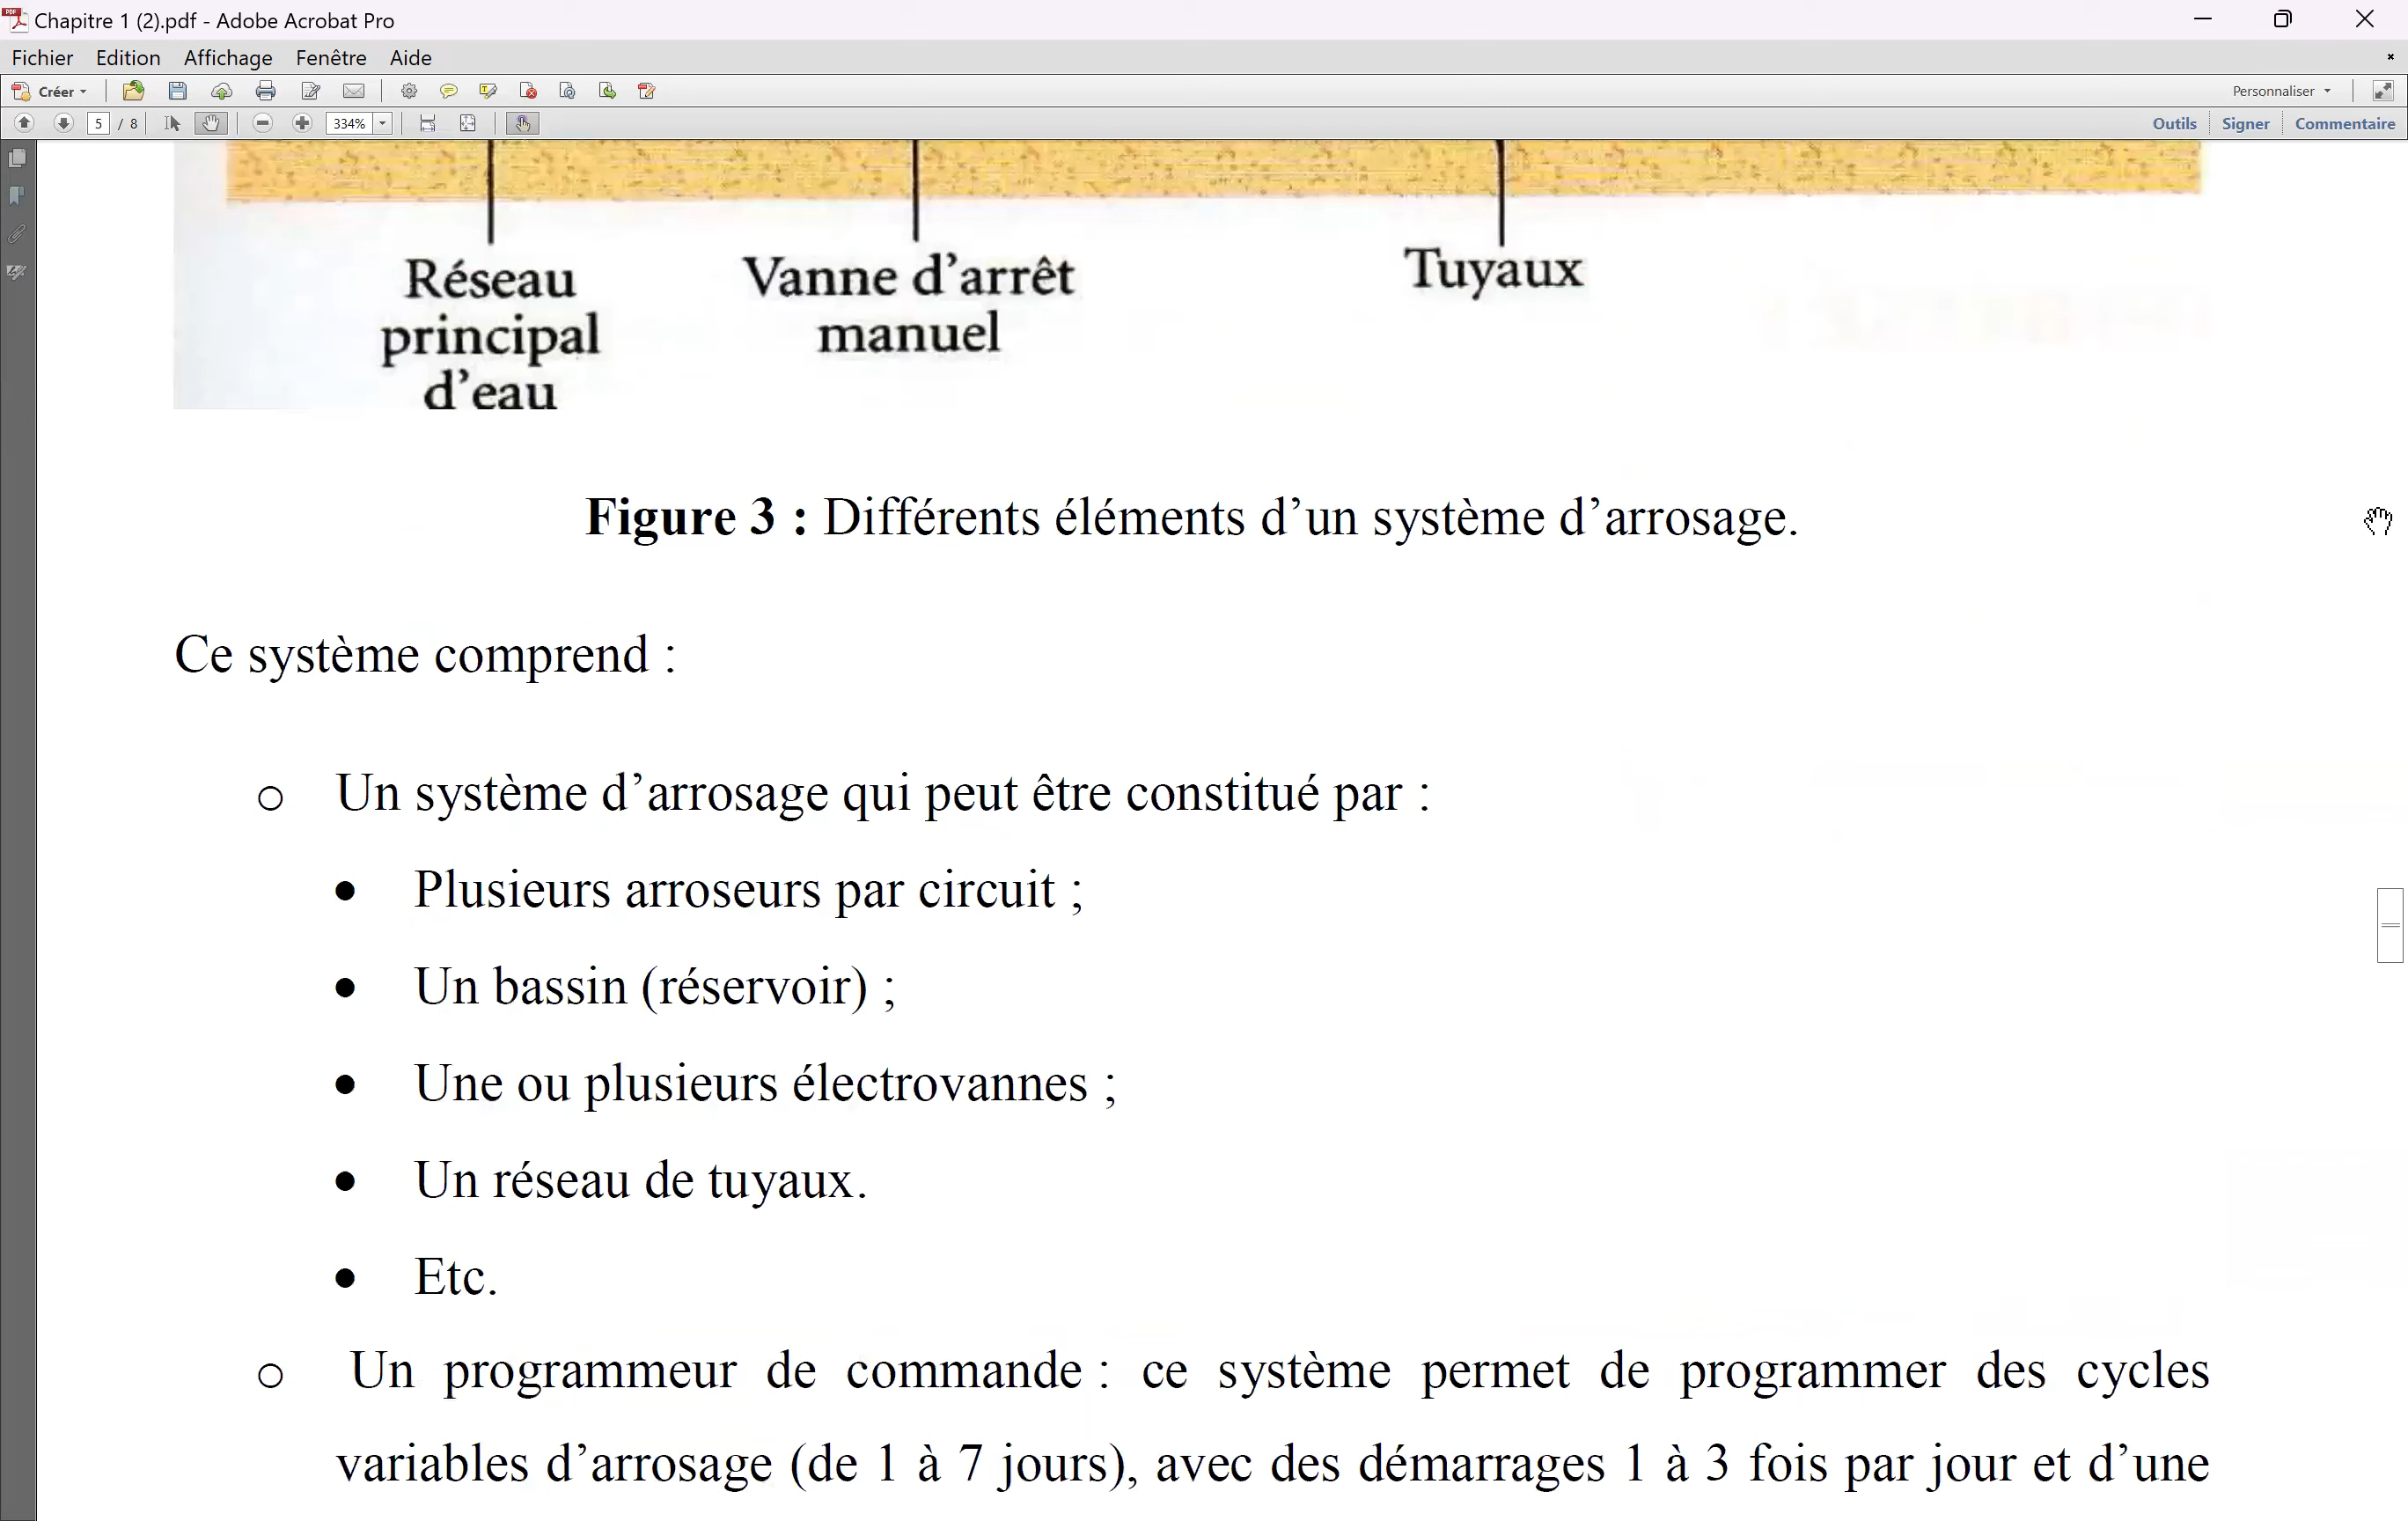 Chapitre 1 (2).pdf - Adobe Acrobat Pro
Fichier Edition Affichage Fenêtre Aide
Créer
Personnaliser
5 / 8
334%
Outils Signer Commentaire
Réseau
principal
d'eau
Vanne d'arrêt
manuel
Tuyaux
Figure 3 : Différents éléments d'un système d'arrosage.
Ce système comprend :
o Un système d'arrosage qui peut être constitué par :
• Plusieurs arroseurs par circuit ;
• Un bassin (réservoir) ;
• Une ou plusieurs électrovannes ;
• Un réseau de tuyaux.
• Etc.
o Un programmeur de commande : ce système permet de programmer des cycles
variables d'arrosage (de 1 à 7 jours), avec des démarrages 1 à 3 fois par jour et d'une